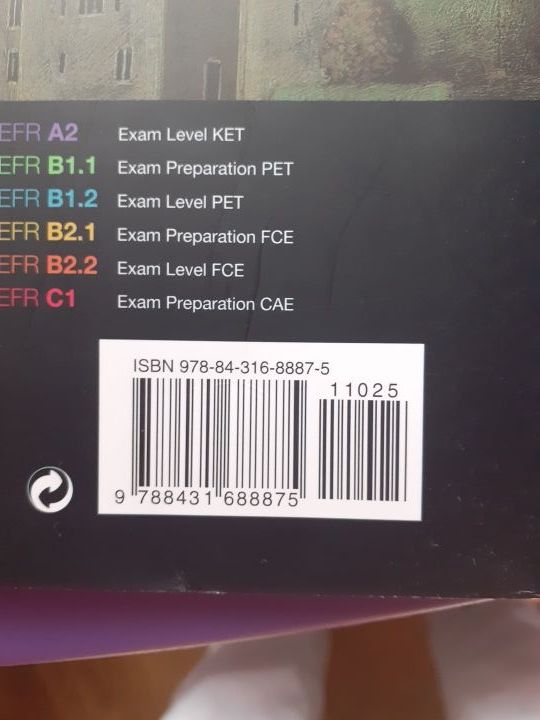 EFR A2 Exam Level KET
EFR B1.1 Exam Preparation PET
EFR B1.2 Exam Level PET
EFR B2.1 Exam Preparation FCE
EFR B2.2 Exam Level FCE
EFR C1 Exam Preparation CAE
ISBN 978-84-316-8887-5
11025
9 788431 688875